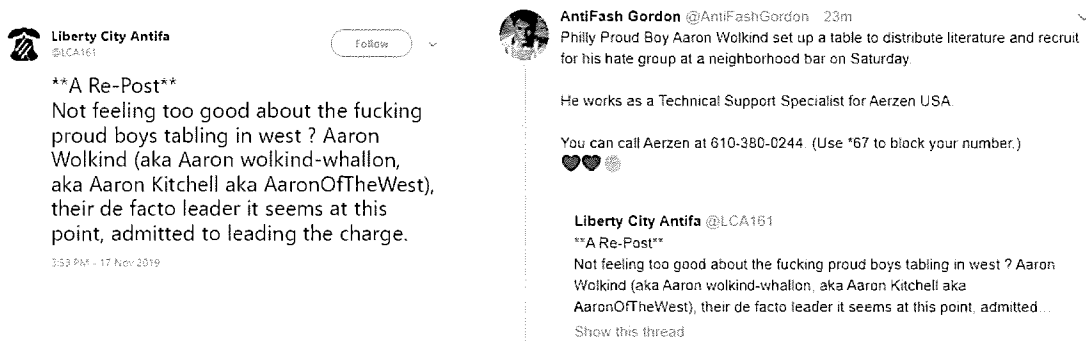 Liberty City Antifa
@LCA161
Follow
**A Re-Post**
Not feeling too good about the fucking
proud boys tabling in west ? Aaron
Wolkind (aka Aaron wolkind-whallon,
aka Aaron Kitchell aka AaronOfTheWest),
their de facto leader it seems at this
point, admitted to leading the charge.
3:53 PM - 17 Nov 2019
AntiFash Gordon @AntiFashGordon 23m
Philly Proud Boy Aaron Wolkind set up a table to distribute literature and recruit
for his hate group at a neighborhood bar on Saturday.
He works as a Technical Support Specialist for Aerzen USA.
You can call Aerzen at 610-380-0244. (Use *67 to block your number.)
Liberty City Antifa @LCA161
**A Re-Post**
Not feeling too good about the fucking proud boys tabling in west ? Aaron
Wolkind (aka Aaron wolkind-whallon, aka Aaron Kitchell aka
AaronOfTheWest), their de facto leader it seems at this point, admitted...
Show this thread